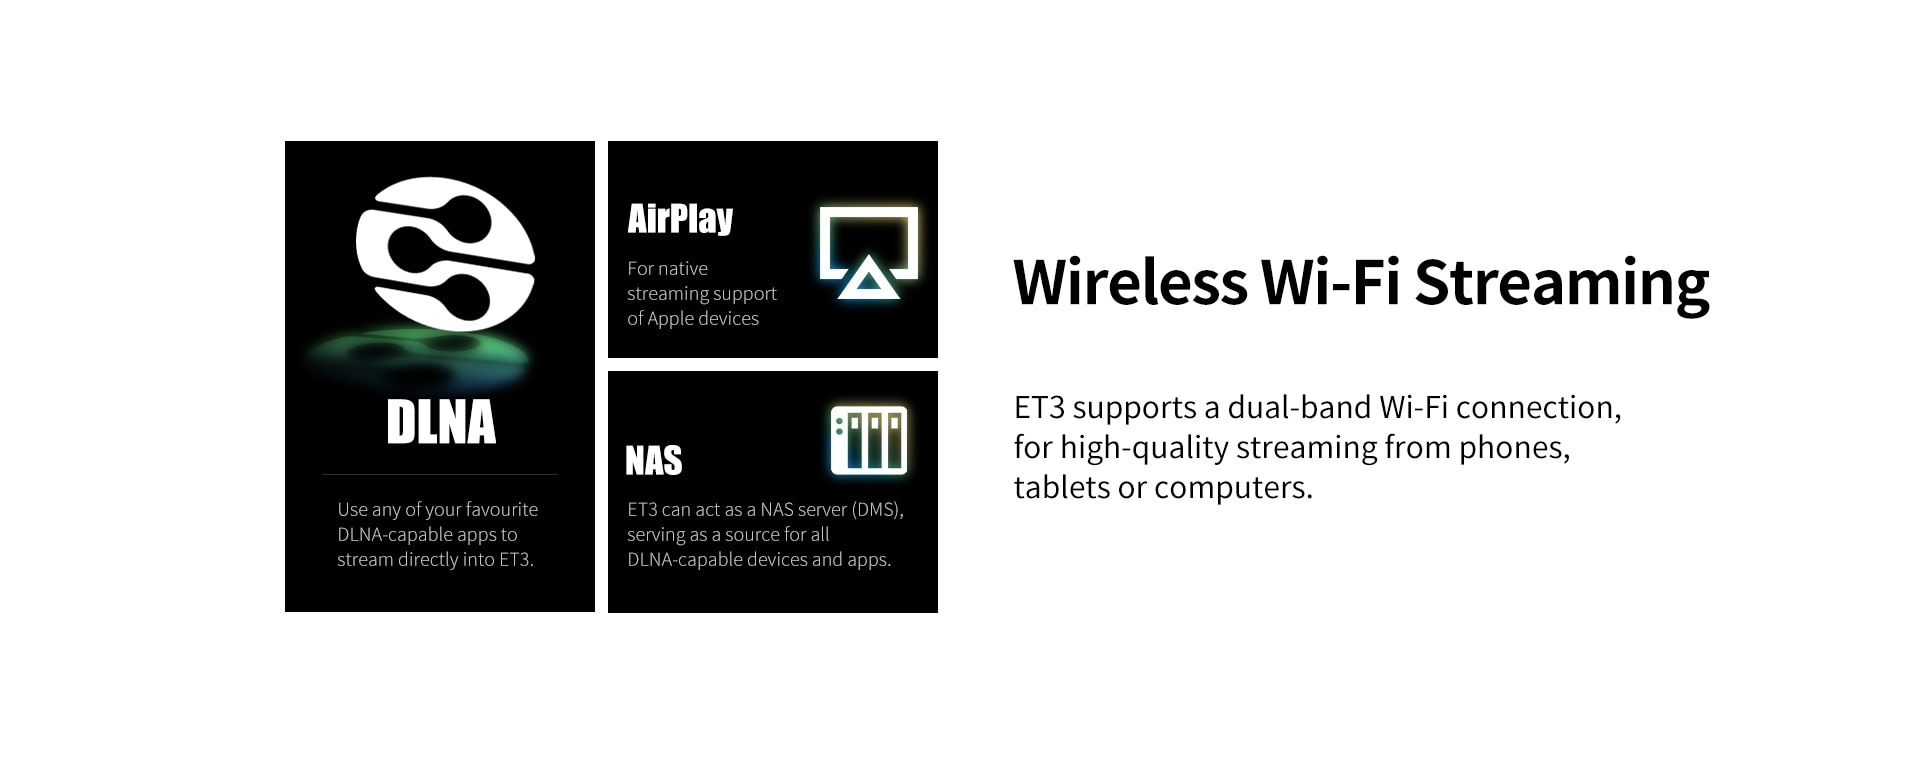 DLNA
Use any of your favourite
DLNA-capable apps to
stream directly into ET3.
AirPlay
For native
streaming support
of Apple devices
NAS
ET3 can act as a NAS server (DMS),
serving as a source for all
DLNA-capable devices and apps.
Wireless Wi-Fi Streaming
ET3 supports a dual-band Wi-Fi connection,
for high-quality streaming from phones,
tablets or computers.